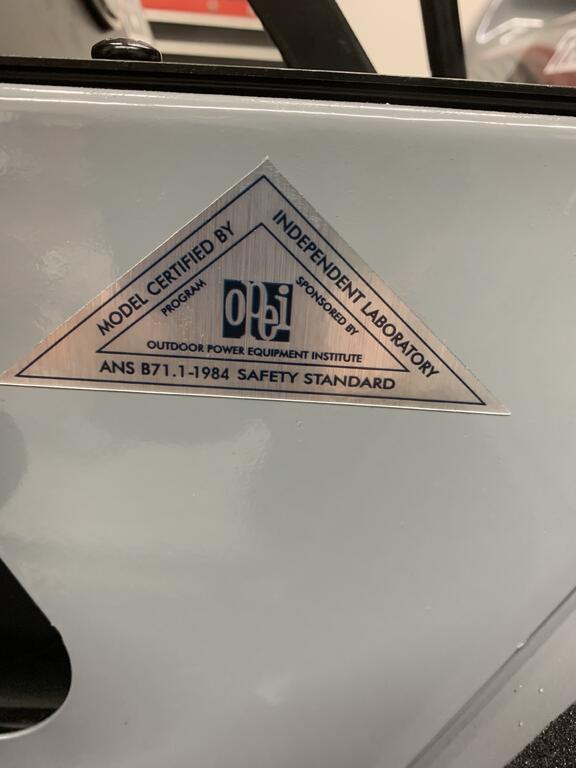 MODEL CERTIFIED BY
INDEPENDENT LABORATORY
PROGRAM
SPONSORED BY
opei
OUTDOOR POWER EQUIPMENT INSTITUTE
ANS B71.1-1984 SAFETY STANDARD